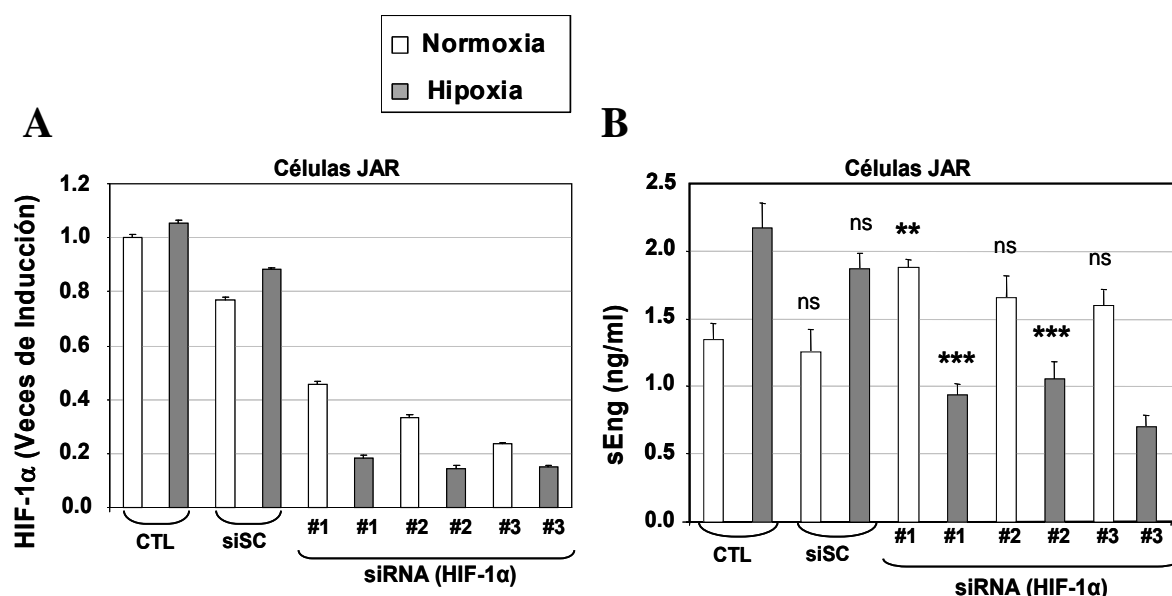 Normoxia
Hipoxia
A
Células JAR
HIF-1α (Veces de Inducción)
1.2
1.0
0.8
0.6
0.4
0.2
0.0
CTL
siSC
#1
#1
#2
#2
#3
#3
siRNA (HIF-1α)
B
Células JAR
sEng (ng/ml)
2.5
2.0
1.5
1.0
0.5
0.0
ns
ns
**
***
ns
***
ns
CTL
siSC
#1
#1
#2
#2
#3
#3
siRNA (HIF-1α)